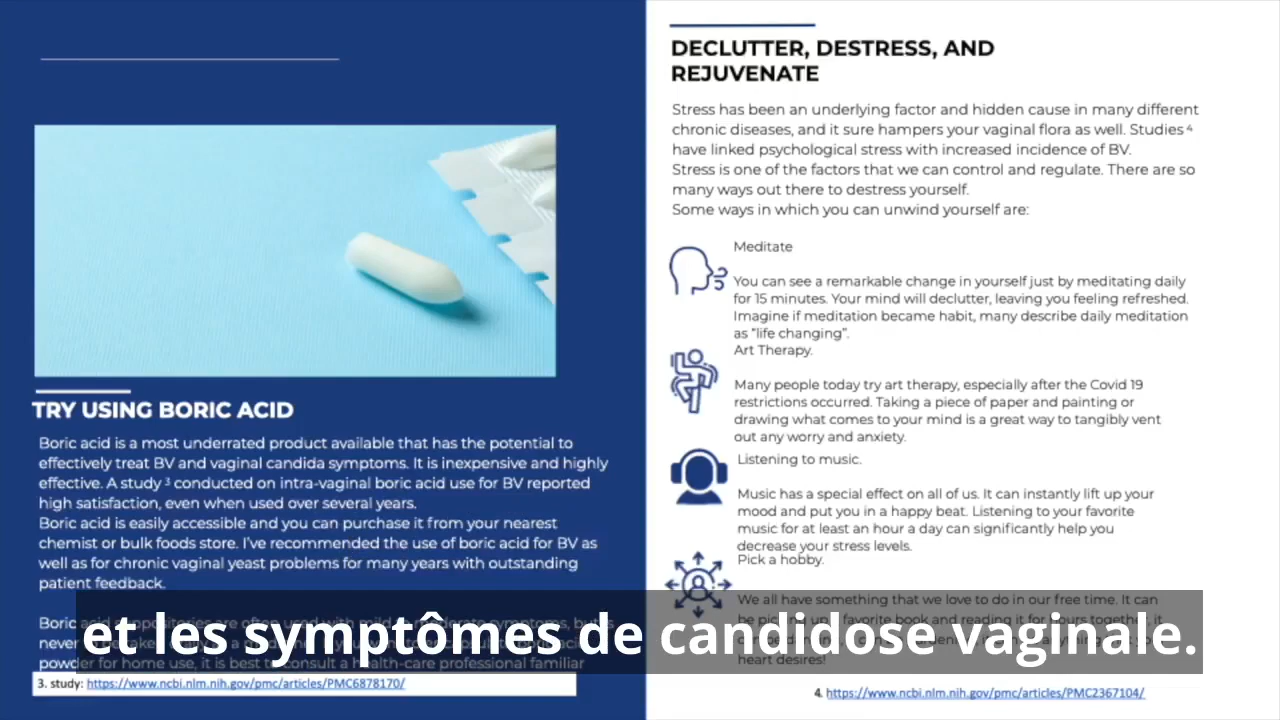 TRY USING BORIC ACID
Boric acid is a most underrated product available that has the potential to
effectively treat BV and vaginal candida symptoms. It is inexpensive and highly
effective. A study 3 conducted on intra-vaginal boric acid use for BV reported
high satisfaction, even when used over several years.
Boric acid is easily accessible and you can purchase it from your nearest
chemist or bulk foods store. I've recommended the use of boric acid for BV as
well as for chronic vaginal yeast problems for many years with outstanding
patient feedback.
Boric
never
powder for home use, it is best to consult a health-care professional familiar
3. study: https://www.ncbi.nlm.nih.gov/pmc/articles/PMC6878170/
DECLUTTER, DESTRESS, AND
REJUVENATE
Stress has been an underlying factor and hidden cause in many different
chronic diseases, and it sure hampers your vaginal flora as well. Studies 4
have linked psychological stress with increased incidence of BV.
Stress is one of the factors that we can control and regulate. There are so
many ways out there to destress yourself.
Some ways in which you can unwind yourself are:
Meditate
You can see a remarkable change in yourself just by meditating daily
for 15 minutes. Your mind will declutter, leaving you feeling refreshed.
Imagine if meditation became habit, many describe daily meditation
as "life changing".
Art Therapy.
Many people today try art therapy, especially after the Covid 19
restrictions occurred. Taking a piece of paper and painting or
drawing what comes to your mind is a great way to tangibly vent
out any worry and anxiety.
Listening to music.
Music has a special effect on all of us. It can instantly lift up your
mood and put you in a happy beat. Listening to your favorite
music for at least an hour a day can significantly help you
decrease your stress levels.
Pick a hobby.
We all have something that we love to do in our free time. It can
heart desires!
4. https://www.ncbi.nlm.nih.gov/pmc/articles/PMC2367104/
et les symptômes de candidose vaginale.